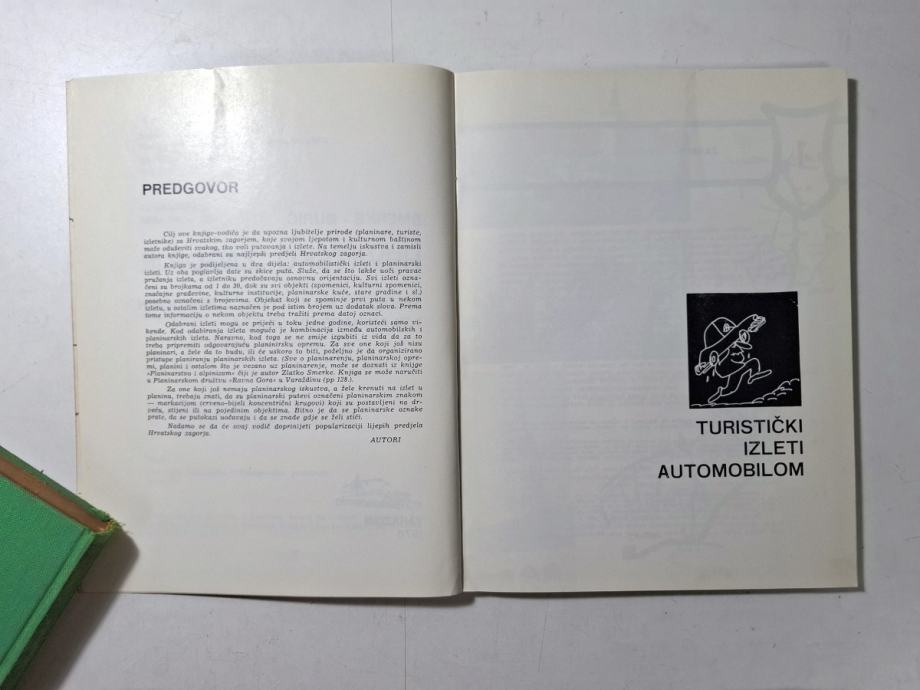 PREDGOVOR
Cilj ove knjige-vodiča je da upozna ljubitelje prirode (planinare, turiste,
izletnike) sa Hrvatskim zagorjem, koje svojom ljepotom i kulturnom baštinom
može oduševiti svakog, tko voli putovanja i izlete. Na temelju iskustva i zamisli
autora knjige, odabrani su najljepši predjeli Hrvatskog zagorja.
Knjiga je podijeljena u dva dijela: automobilistički izleti i planinarski
izleti. Uz oba poglavlja date su skice puta. Služe, da se što lakše uoči pravac
pružanja izleta, a izletniku predočavaju osnovnu orijentaciju. Svi izleti ozna-
čeni su brojkama od 1 do 30, dok su svi objekti (spomenici, kulturni spomenici,
značajne građevine, kulturne institucije, planinarske kuće, stare gradine i sl.)
posebno označeni s brojevima. Objekat koji se spominje prvi puta u nekom
izletu, u ostalim izletima naznačen je pod istim brojem uz dodatak slova. Prema
tome informaciju o nekom objektu treba tražiti prema datoj oznaci.
Odabrani izleti mogu se prijeći u toku jedne godine, koristeći samo vi-
kende. Kod odabiranja izleta moguća je kombinacija između automobilskih i
planinarskih izleta. Naravno, kod toga se ne smije izgubiti iz vida da za to
treba pripremiti odgovarajuću planinarsku opremu. Za sve one koji još nisu
planinari, a žele da to budu, ili će uskoro to biti, poželjno je da organizirano
pristupe planiranju planinarskih izleta. (Sve o planinarenju, planinarskoj opre-
mi, planini i ostalom što je vezano uz planinarenje, može se doznati iz knjige
»Planinarstvo i alpinizam« čiji je autor Zlatko Smerke. Knjiga se može naručiti
u Planinarskom društvu »Ravna Gora« u Varaždinu (pp 128.).
Za one koji još nemaju planinarskog iskustva, a žele krenuti na izlet u
planinu, trebaju znati, da su planinarski putevi označeni planinarskim znakom
— markacijom (crveno-bijeli koncentrični krugovi) koji su postavljeni na dr-
veću, stijeni ili na pojedinim objektima. Bitno je da se planinarske oznake
prate, da se putokazi uočavaju i da se znade gdje se želi stići.
Nadamo se da će ovaj vodič doprinijeti popularizaciji lijepih predjela
Hrvatskog zagorja.
AUTORI
TURISTIČKI
IZLETI
AUTOMOBILOM